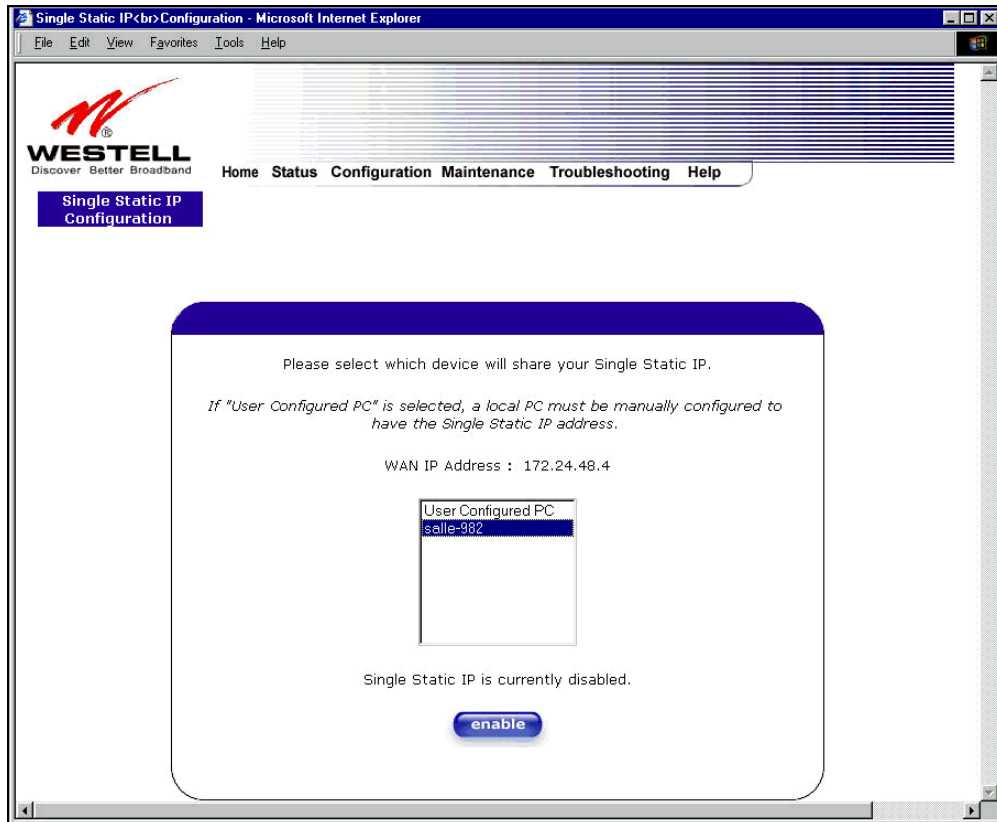 Single Static IP<br>Configuration - Microsoft Internet Explorer
File Edit View Favorites Tools Help
WESTELL
®
Discover Better Broadband
Home Status Configuration Maintenance Troubleshooting Help
Single Static IP
Configuration
Please select which device will share your Single Static IP.
If "User Configured PC" is selected, a local PC must be manually configured to
have the Single Static IP address.
WAN IP Address : 172.24.48.4
User Configured PC
salle-982
Single Static IP is currently disabled.
enable